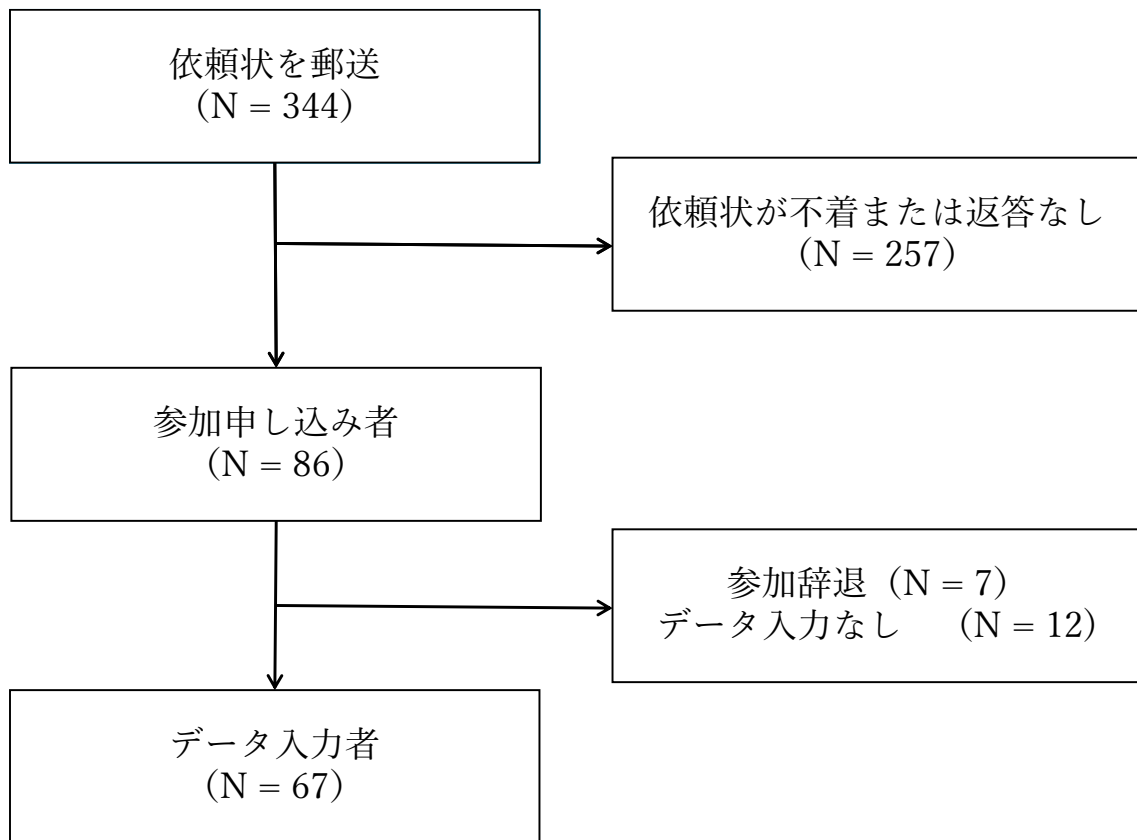 依頼状を郵送
（N = 344）
依頼状が不着または返答なし
（N = 257）
参加申し込み者
（N = 86）
参加辞退（N = 7）
データ入力なし　（N = 12）
データ入力者
（N = 67）